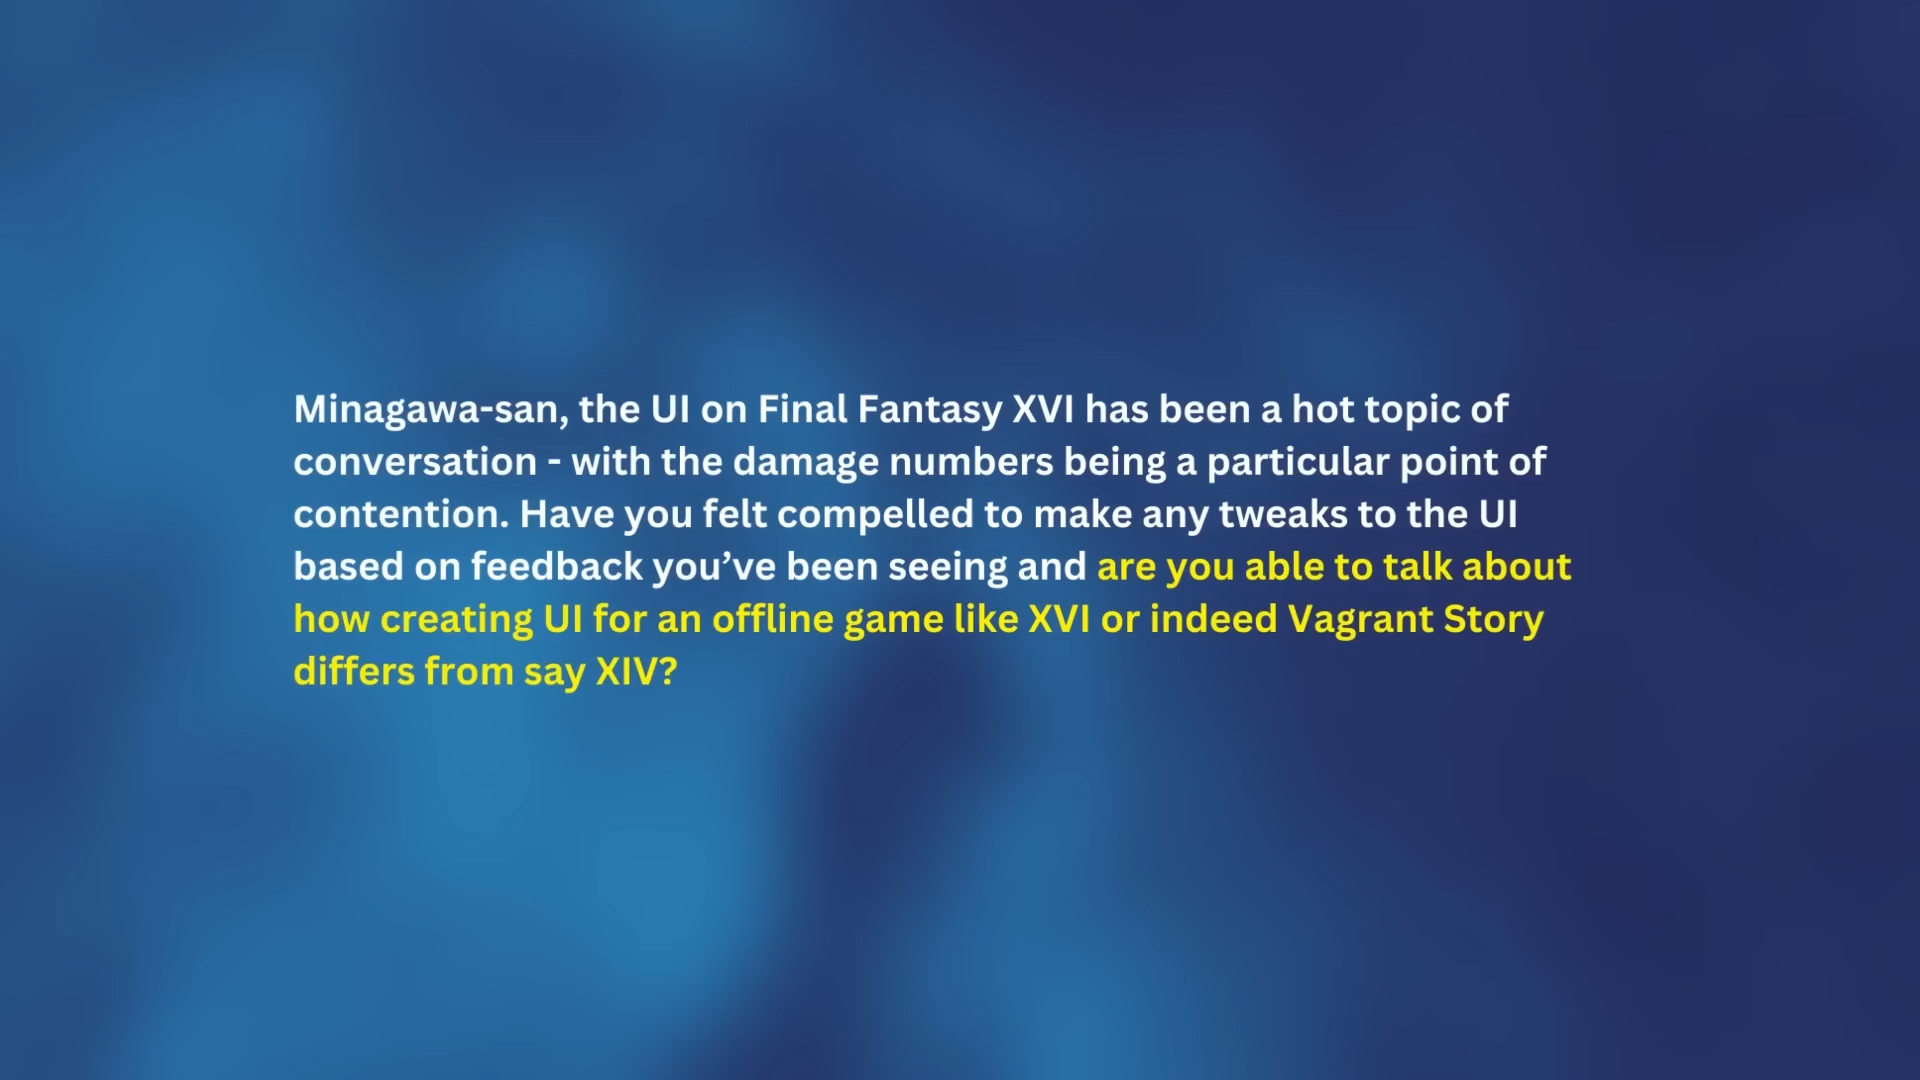 Minagawa-san, the UI on Final Fantasy XVI has been a hot topic of
conversation - with the damage numbers being a particular point of
contention. Have you felt compelled to make any tweaks to the UI
based on feedback you’ve been seeing and are you able to talk about
how creating UI for an offline game like XVI or indeed Vagrant Story
differs from say XIV?